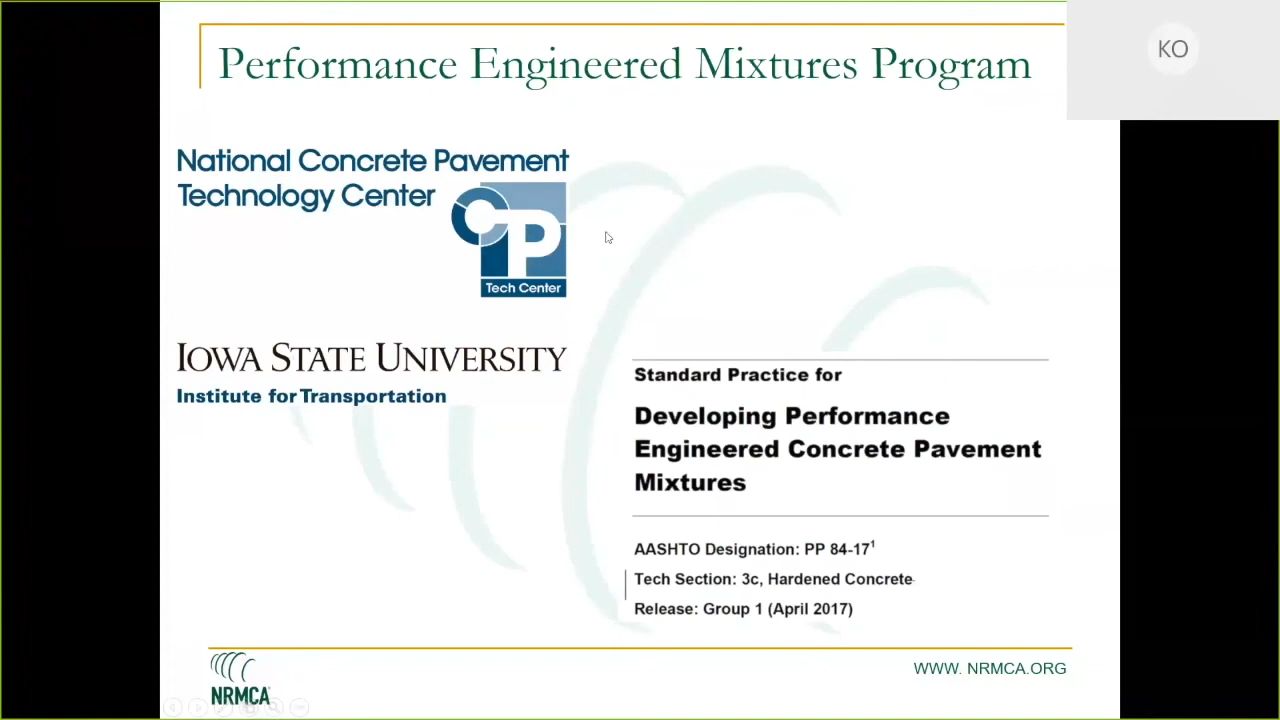 Performance Engineered Mixtures Program
KO
National Concrete Pavement
Technology Center
CP
Tech Center
IOWA STATE UNIVERSITY
Institute for Transportation
Standard Practice for
Developing Performance
Engineered Concrete Pavement
Mixtures
AASHTO Designation: PP 84-17¹
Tech Section: 3c, Hardened Concrete
Release: Group 1 (April 2017)
NRMCA
WWW. NRMCA.ORG